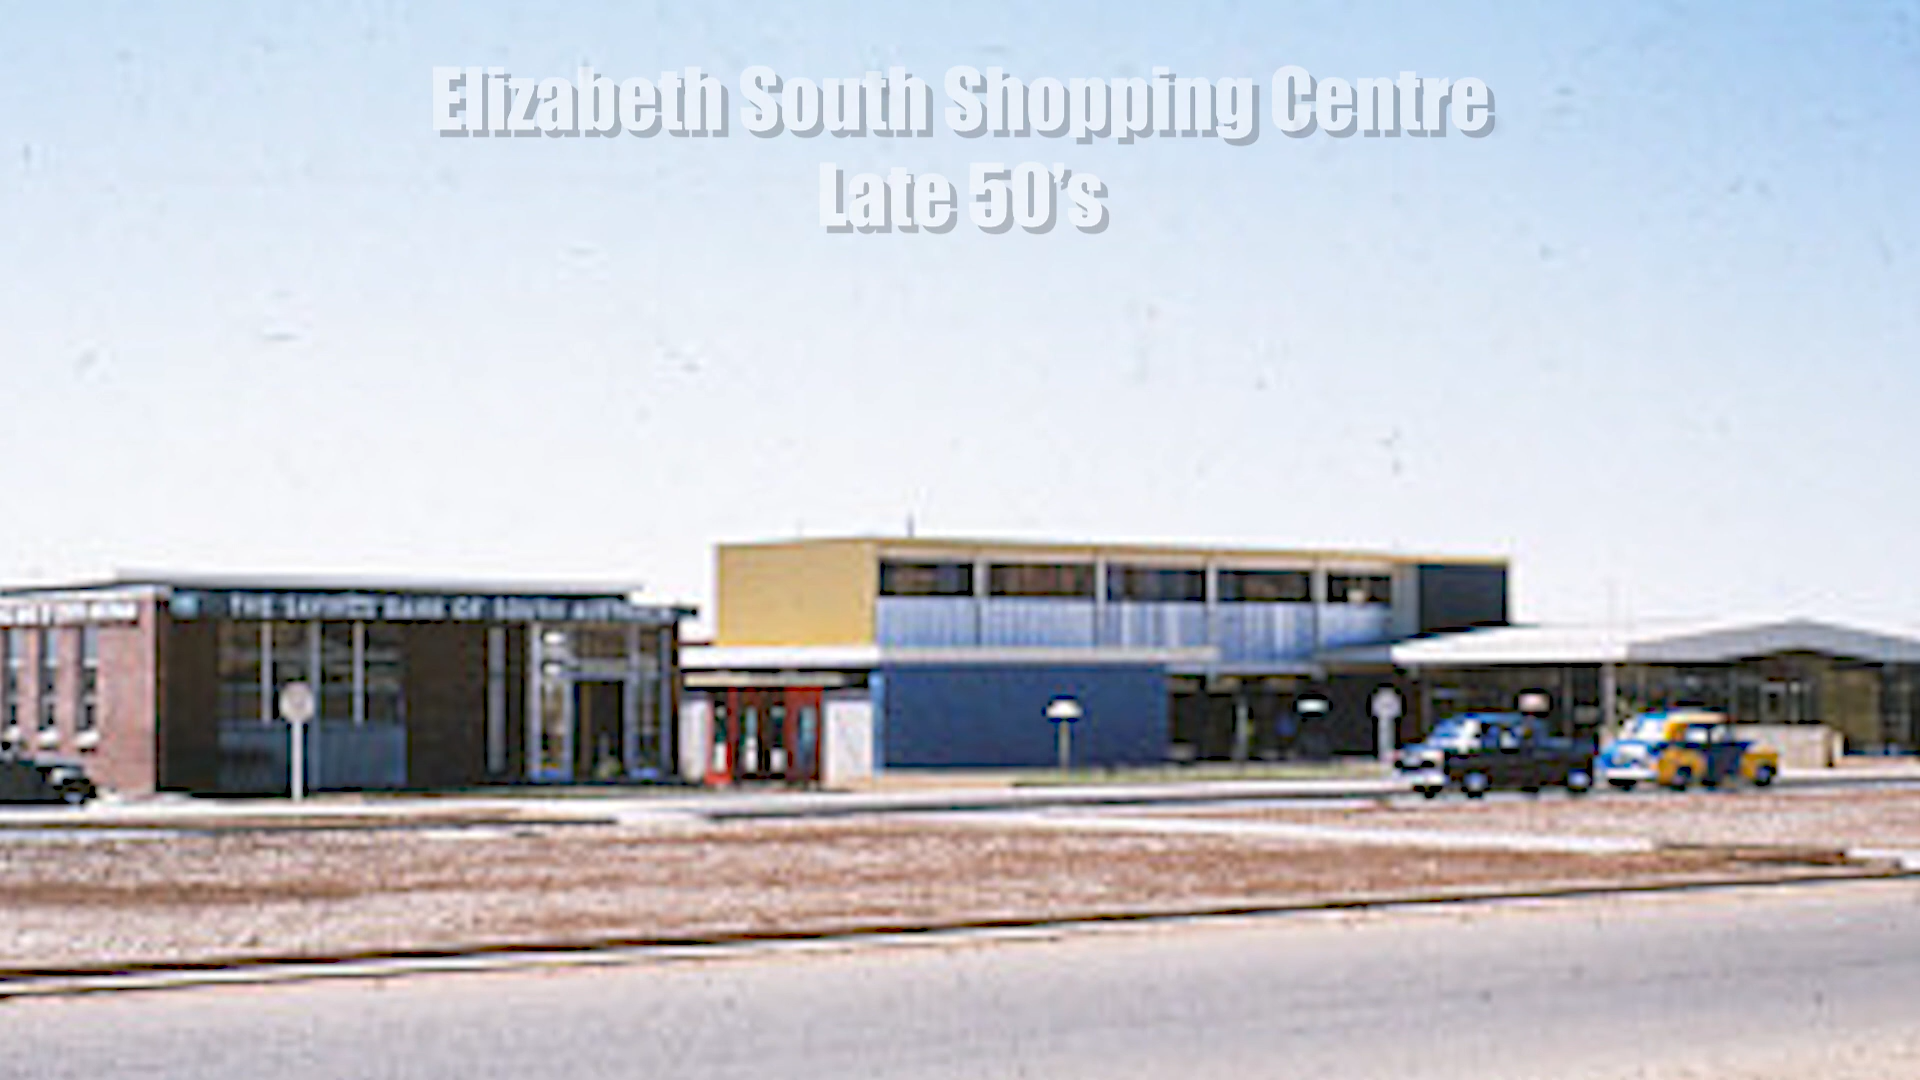 Elizabeth South Shopping Centre
Late 50’s
THE SAVINGS BANK OF SOUTH AUSTRALIA